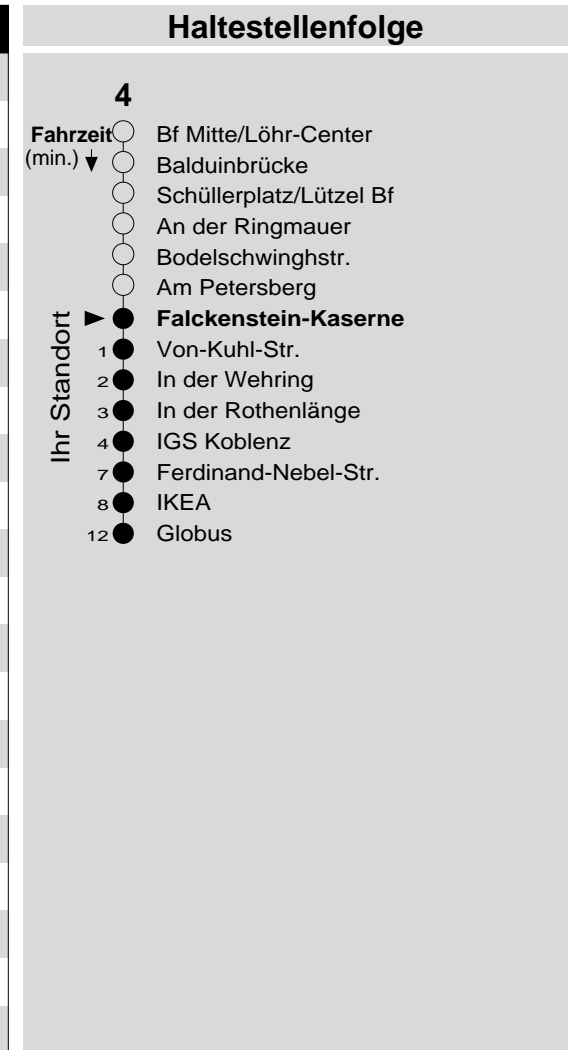 Haltestellenfolge
4
Fahrzeit Bf Mitte/Löhr-Center
(min.) Balduinbrücke
Schüllerplatz/Lützel Bf
An der Ringmauer
Bodelschwinghstr.
Am Petersberg
Ihr Standort
Falckenstein-Kaserne
1 Von-Kuhl-Str.
2 In der Wehring
3 In der Rothenlänge
4 IGS Koblenz
7 Ferdinand-Nebel-Str.
8 IKEA
12 Globus